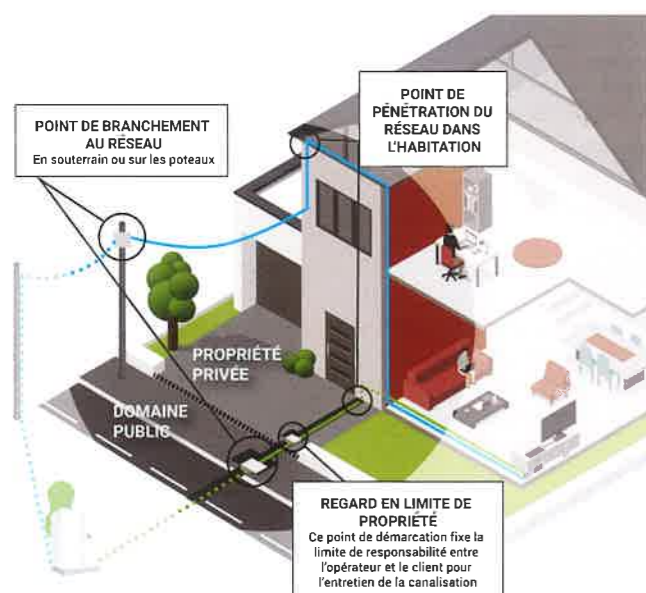 POINT DE BRANCHEMENT
AU RÉSEAU
En souterrain ou sur les poteaux
POINT DE
PÉNÉTRATION DU
RÉSEAU DANS
L'HABITATION
PROPRIÉTÉ
PRIVÉE
DOMAINE
PUBLIC
REGARD EN LIMITE DE
PROPRIÉTÉ
Ce point de démarcation fixe la
limite de responsabilité entre
l'opérateur et le client pour
l'entretien de la canalisation